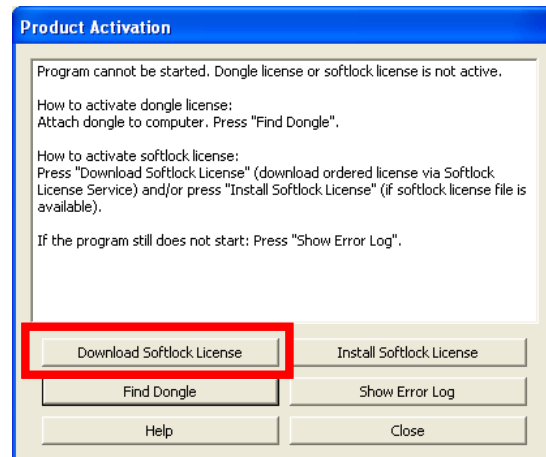 Product Activation
Program cannot be started. Dongle license or softlock license is not active.
How to activate dongle license:
Attach dongle to computer. Press "Find Dongle".
How to activate softlock license:
Press "Download Softlock License" (download ordered license via Softlock
License Service) and/or press "Install Softlock License" (if softlock license file is
available).
If the program still does not start: Press "Show Error Log".
Download Softlock License
Install Softlock License
Find Dongle
Show Error Log
Help
Close